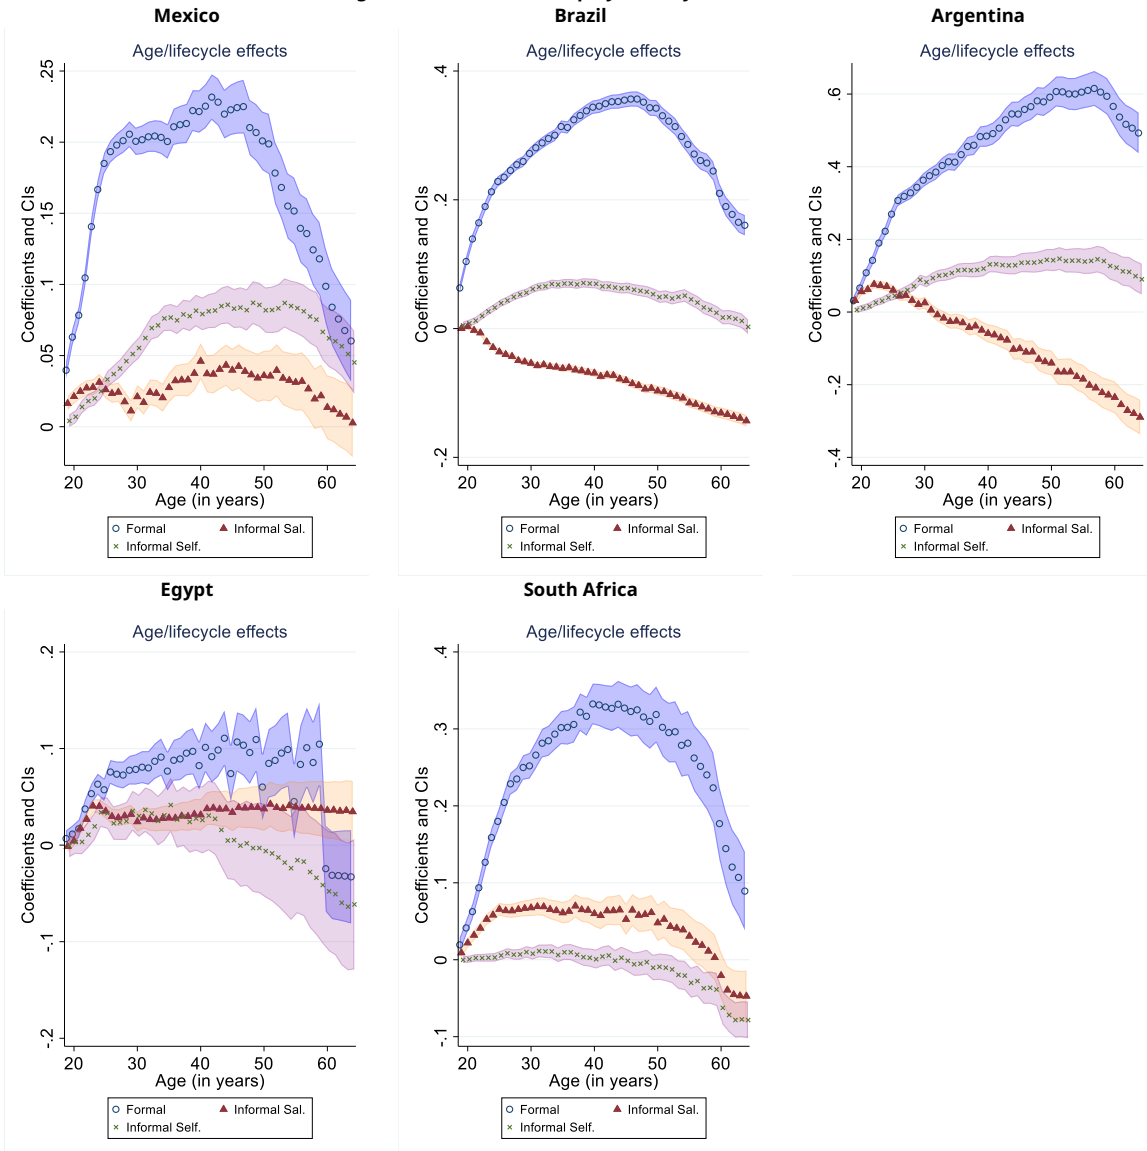 Mexico
Brazil
Argentina
Age/lifecycle effects
Coefficients and CIs
.25
.2
.15
.1
.05
0
20 30 40 50 60
Age (in years)
Formal Informal Sal.
Informal Self.
Age/lifecycle effects
Coefficients and CIs
.4
.2
0
-.2
20 30 40 50 60
Age (in years)
Formal Informal Sal.
Informal Self.
Age/lifecycle effects
Coefficients and CIs
.6
.4
.2
0
-.2
-.4
20 30 40 50 60
Age (in years)
Formal Informal Sal.
Informal Self.
Egypt
South Africa
Age/lifecycle effects
Coefficients and CIs
.2
.1
0
-.1
-.2
20 30 40 50 60
Age (in years)
Formal Informal Sal.
Informal Self.
Age/lifecycle effects
Coefficients and CIs
.4
.3
.2
.1
0
-.1
20 30 40 50 60
Age (in years)
Formal Informal Sal.
Informal Self.